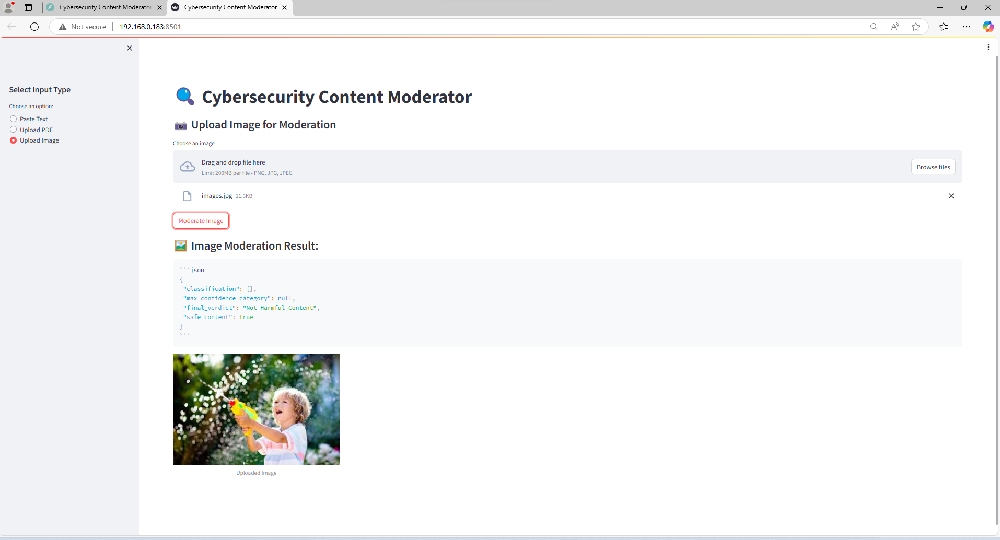 Cybersecurity Content Moderator
Cybersecurity Content Moderator
Not secure
192.168.0.183:8501
Select Input Type
Choose an option:
Paste Text
Upload PDF
Upload Image
Cybersecurity Content Moderator
Upload Image for Moderation
Choose an image
Drag and drop file here
Limit 200MB per file • PNG, JPG, JPEG
Browse files
images.jpg 11.3KB
Moderate Image
Image Moderation Result:
```json
{
"classification": {},
"max_confidence_category": null,
"final_verdict": "Not Harmful Content",
"safe_content": true
}
```
Uploaded Image